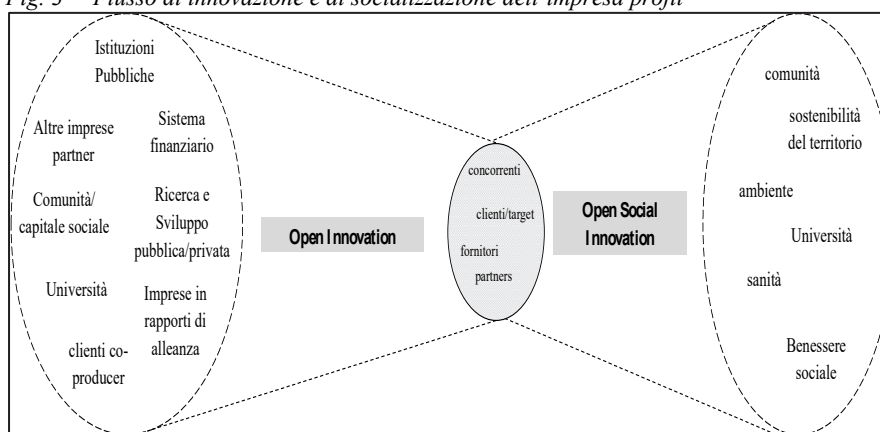 Fig. 3 – Flusso di innovazione e di socializzazione dell'impresa profit
Istituzioni
Pubbliche
Altre imprese
partner
Sistema
finanziario
Comunità/
capitale sociale
Ricerca e
Sviluppo
pubblica/privata
Università
Imprese in
rapporti di
alleanza
clienti co-
producer
Open Innovation
concorrenti
clienti/target
fornitori
partners
Open Social
Innovation
comunità
sostenibilità
del territorio
ambiente
Università
sanità
Benessere
sociale